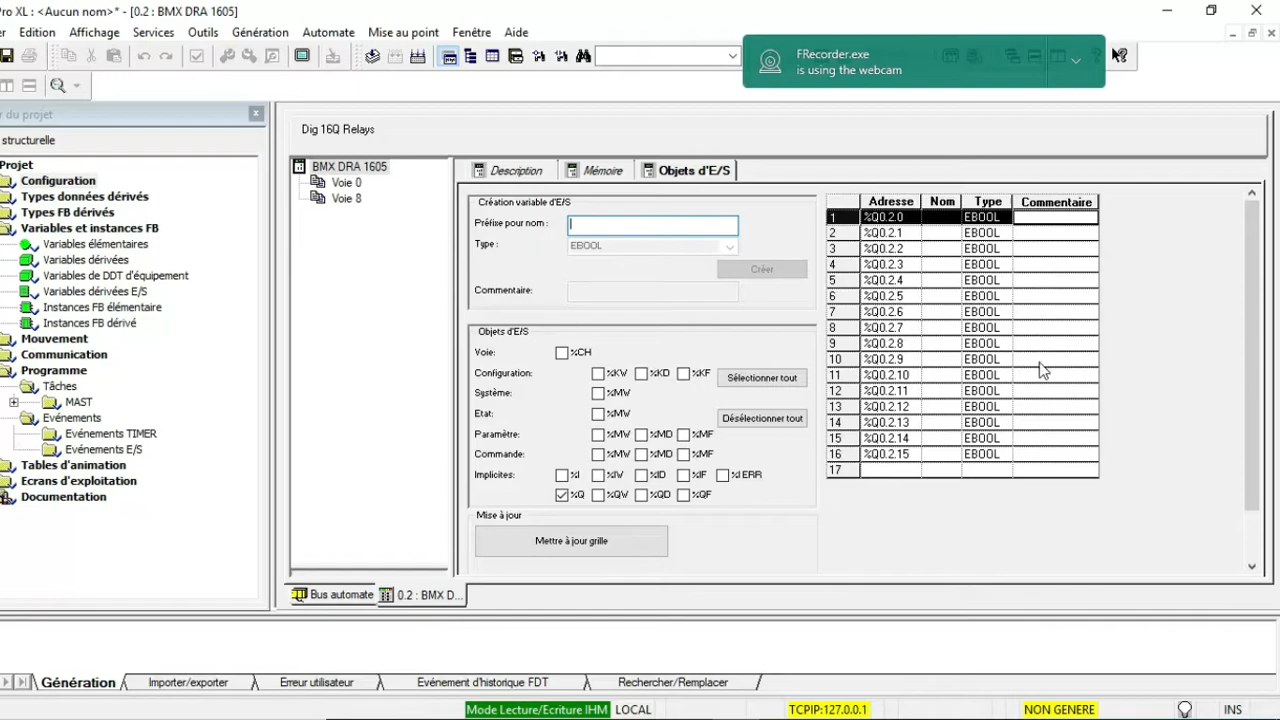 ro XL : <Aucun nom>* - [0.2 : BMX DRA 1605]
er Edition Affichage Services Outils Génération Automate Mise au point Fenêtre Aide
FRecorder.exe
is using the webcam
r du projet
structurelle
Projet
Configuration
Types données dérivés
Types FB dérivés
Variables et instances FB
Variables élémentaires
Variables dérivées
Variables de DDT d'équipement
Variables dérivées E/S
Instances FB élémentaire
Instances FB dérivé
Mouvement
Communication
Programme
Tâches
MAST
Evénements
Evénements TIMER
Evénements E/S
Tables d'animation
Ecrans d'exploitation
Documentation
Dig 16Q Relays
BMX DRA 1605
Voie 0
Voie 8
Description Mémoire Objets d'E/S
Création variable d'E/S
Préfixe pour nom :
Type : EBOOL
Créer
Commentaire:
Objets d'E/S
Voie: %CH
Configuration: %KW %KD %KF Sélectionner tout
Système: %MW
Etat: %MW Désélectionner tout
Paramètre: %MW %MD %MF
Commande: %MW %MD %MF
Implicites: %I %IW %ID %IF %I ERR
%Q %QW %QD %QF
Mise à jour
Mettre à jour grille
Adresse Nom Type Commentaire
1 %Q0.2.0 EBOOL
2 %Q0.2.1 EBOOL
3 %Q0.2.2 EBOOL
4 %Q0.2.3 EBOOL
5 %Q0.2.4 EBOOL
6 %Q0.2.5 EBOOL
7 %Q0.2.6 EBOOL
8 %Q0.2.7 EBOOL
9 %Q0.2.8 EBOOL
10 %Q0.2.9 EBOOL
11 %Q0.2.10 EBOOL
12 %Q0.2.11 EBOOL
13 %Q0.2.12 EBOOL
14 %Q0.2.13 EBOOL
15 %Q0.2.14 EBOOL
16 %Q0.2.15 EBOOL
17
Bus automate 0.2 : BMX D...
Génération Importer/exporter Erreur utilisateur Evénement d'historique FDT Rechercher/Remplacer
Mode Lecture/Ecriture IHM LOCAL TCPIP:127.0.0.1 NON GENERE INS